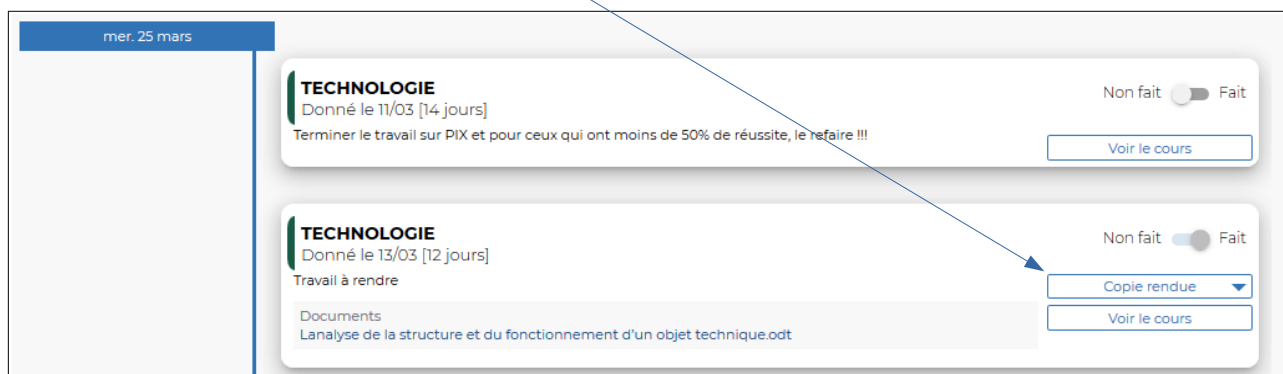 mer. 25 mars
TECHNOLOGIE
Donné le 11/03 [14 jours]
Non fait Fait
Terminer le travail sur PIX et pour ceux qui ont moins de 50% de réussite, le refaire !!!
Voir le cours
TECHNOLOGIE
Donné le 13/03 [12 jours]
Non fait Fait
Travail à rendre
Copie rendue
Documents
Voir le cours
Lanalyse de la structure et du fonctionnement d'un objet technique.odt